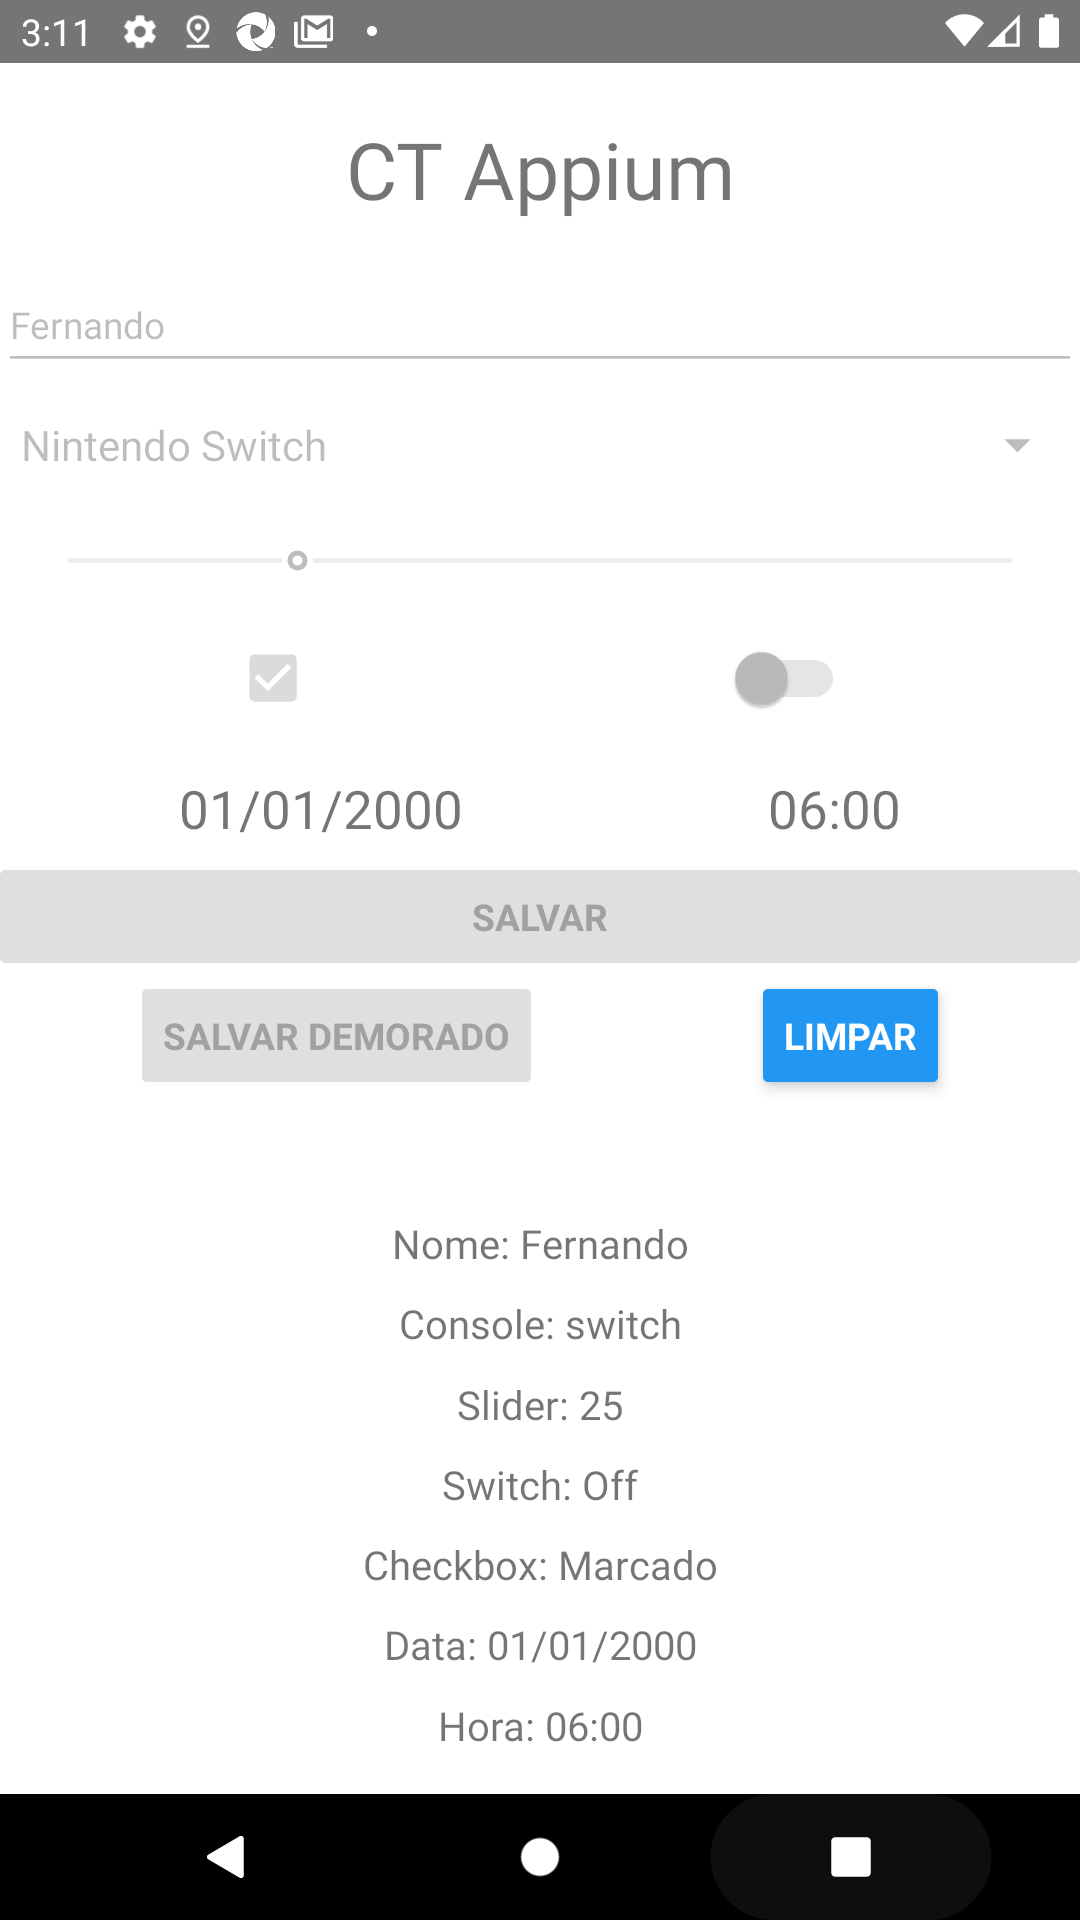 3:11
CT Appium
Fernando
Nintendo Switch
01/01/2000 06:00
SALVAR
SALVAR DEMORADO LIMPAR
Nome: Fernando
Console: switch
Slider: 25
Switch: Off
Checkbox: Marcado
Data: 01/01/2000
Hora: 06:00